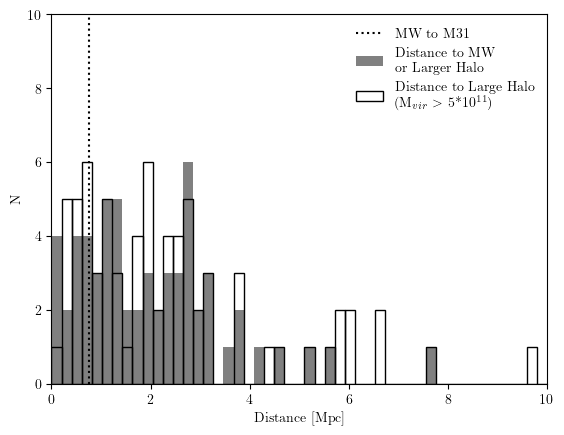 10
8
6
4
2
0
N
MW to M31
Distance to MW
or Larger Halo
Distance to Large Halo
(M_vir > 5*10^11)
0 2 4 6 8 10
Distance [Mpc]